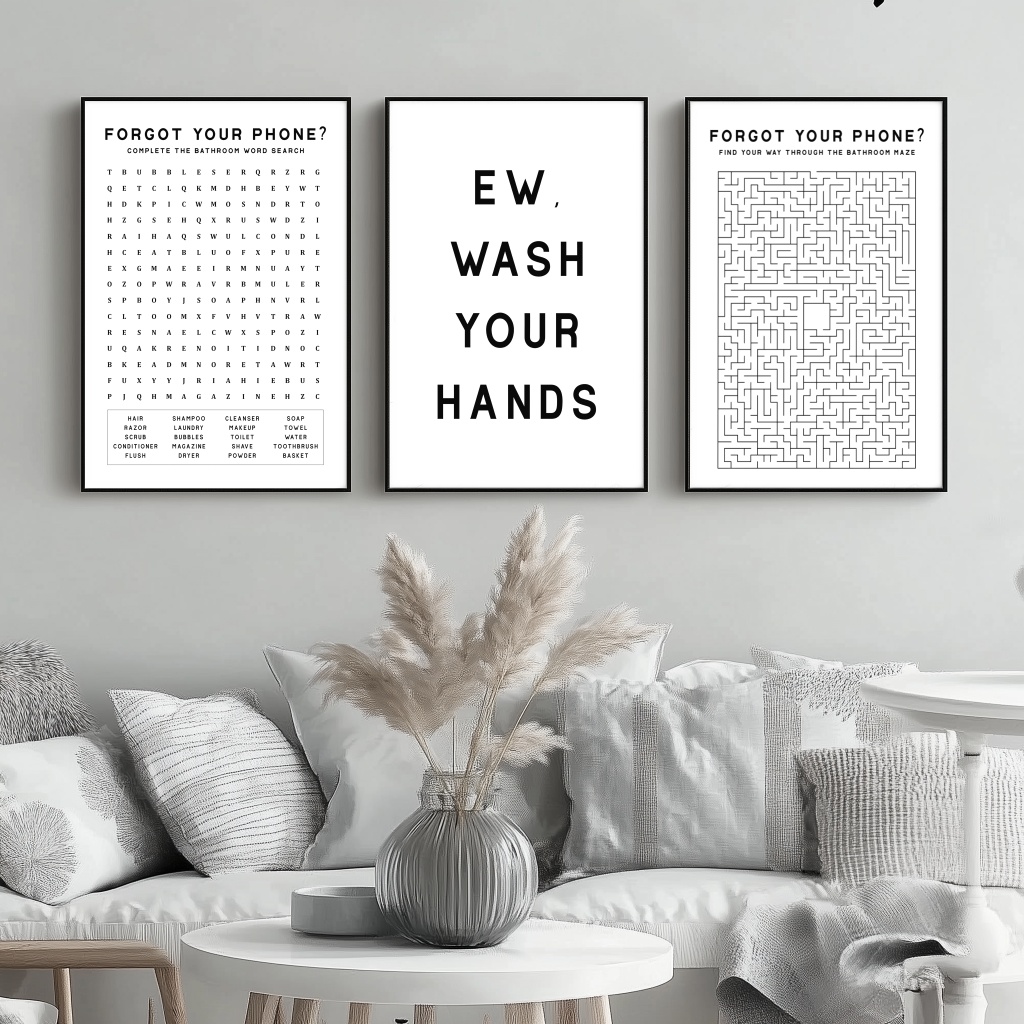 FORGOT YOUR PHONE?
COMPLETE THE BATHROOM WORD SEARCH
T B U B B L E S E R Q R Z R G
Q E T C L Q K M D H B E Y W T
H D K P I C W M O S N D R T O
H Z G S E H Q X R U S W D Z I
R A I H A Q S W U L C O N D L
H C E A T B L U O F X P U R E
E X G M A E E I R M N U A Y T
O Z O P W R A V R B M U L E R
S P B O Y J S O A P H N V R L
C L T O O M X F V H V T R A W
R E S N A E L C W X S P O Z I
U Q A K R E N O I T I D N O C
B K E A D M N O R E T A W R T
F U X Y Y J R I A H I E B U S
P J Q H M A G A Z I N E H Z C
HAIR SHAMPOO CLEANSER SOAP
RAZOR LAUNDRY MAKEUP TOWEL
SCRUB BUBBLES TOILET WATER
CONDITIONER MAGAZINE SHAVE TOOTHBRUSH
FLUSH DRYER POWDER BASKET
EW,
WASH
YOUR
HANDS
FORGOT YOUR PHONE?
FIND YOUR WAY THROUGH THE BATHROOM MAZE